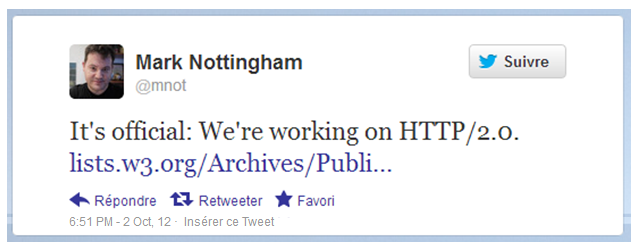 Mark Nottingham
@mnot
Suivre
It's official: We're working on HTTP/2.0.
lists.w3.org/Archives/Publi...
Répondre Retweeter Favori
6:51 PM - 2 Oct, 12 · Insérer ce Tweet